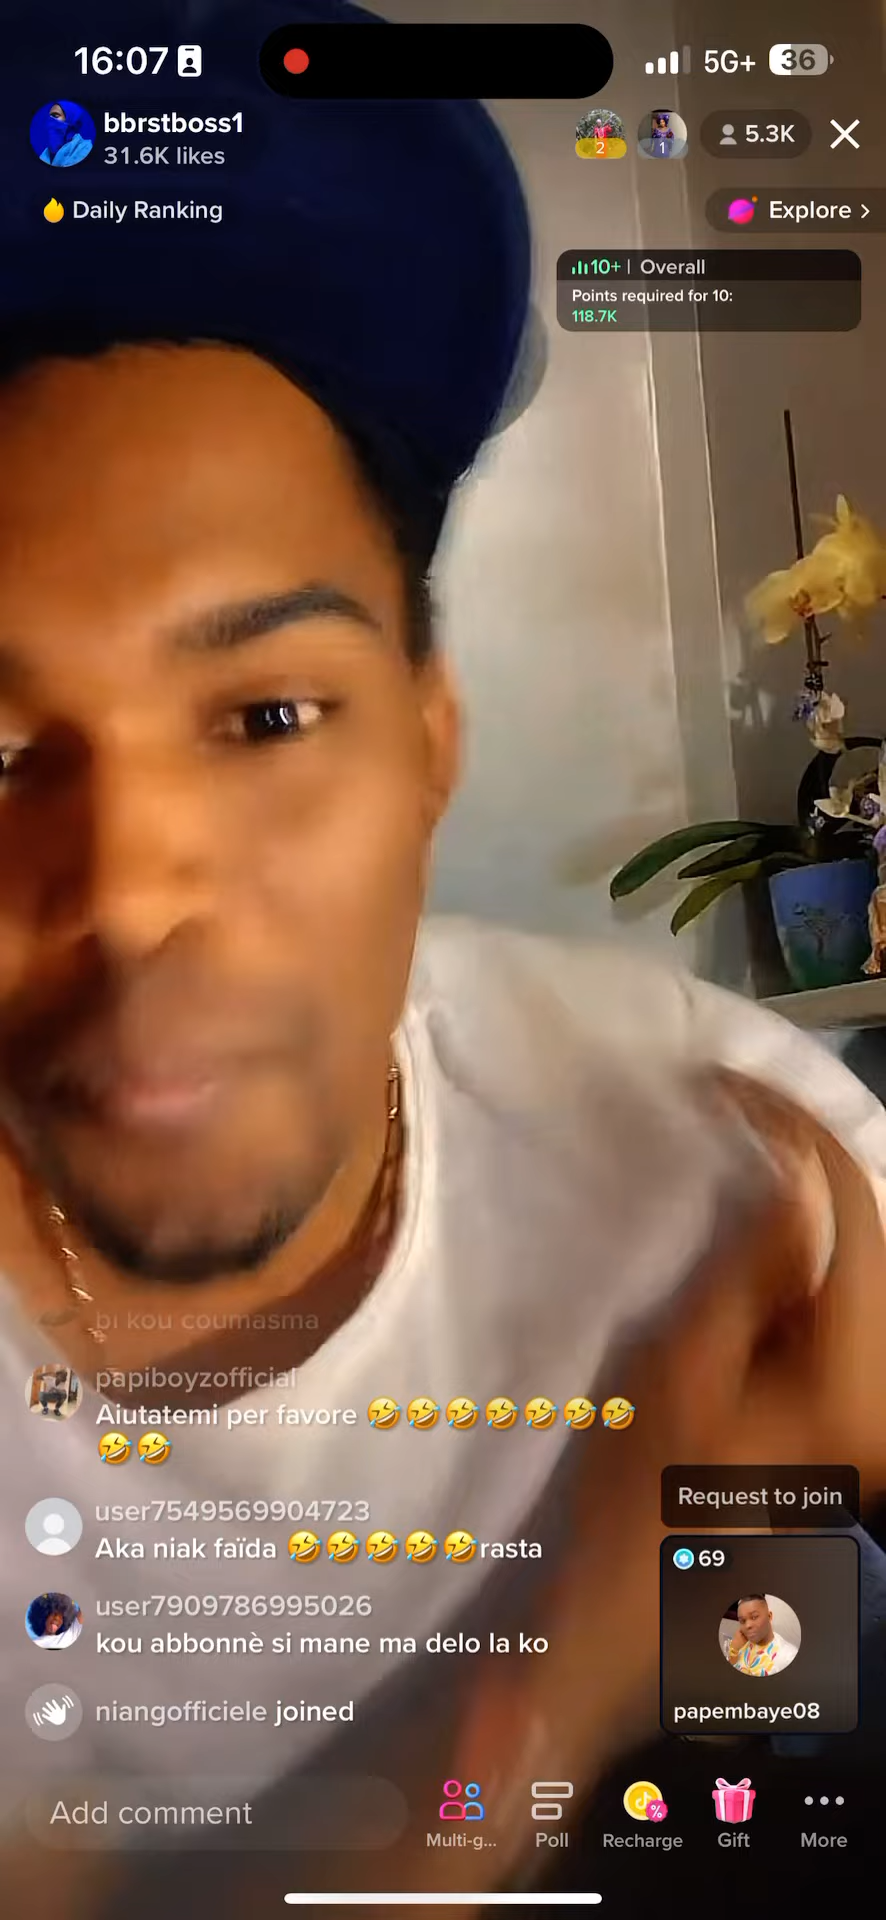 16:07
5G+
36
bbrstboss1
31.6K likes
2
1
5.3K
Daily Ranking
Explore >
10+ | Overall
Points required for 10:
118.7K
bi kou coumasma
papiboyzofficial
Aiutatemi per favore 🤣🤣🤣🤣🤣🤣🤣
🤣🤣
user7549569904723
Aka niak faïda 🤣🤣🤣🤣🤣rasta
user7909786995026
kou abbonnè si mane ma delo la ko
niangofficiele joined
Request to join
69
papembaye08
Add comment
Multi-g...
Poll
Recharge
Gift
More